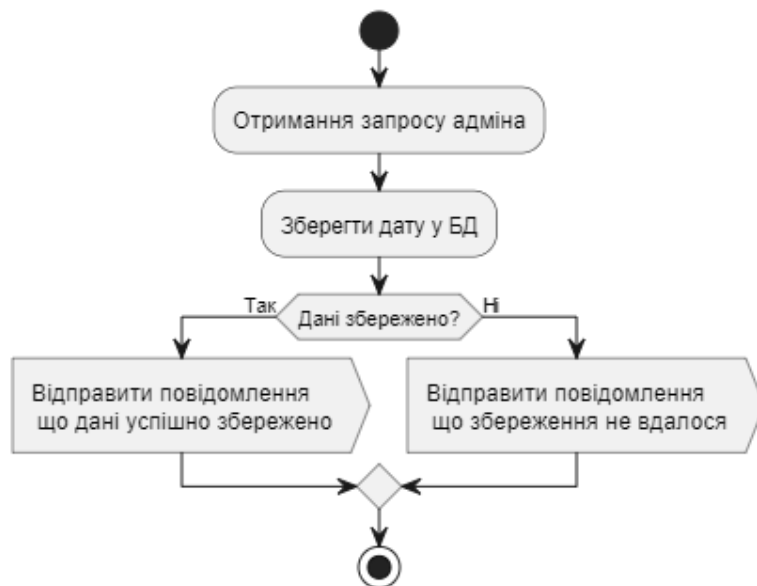 Отримання запросу адміна
Зберегти дату у БД
Так
Дані збережено?
Ні
Відправити повідомлення
що дані успішно збережено
Відправити повідомлення
що збереження не вдалося